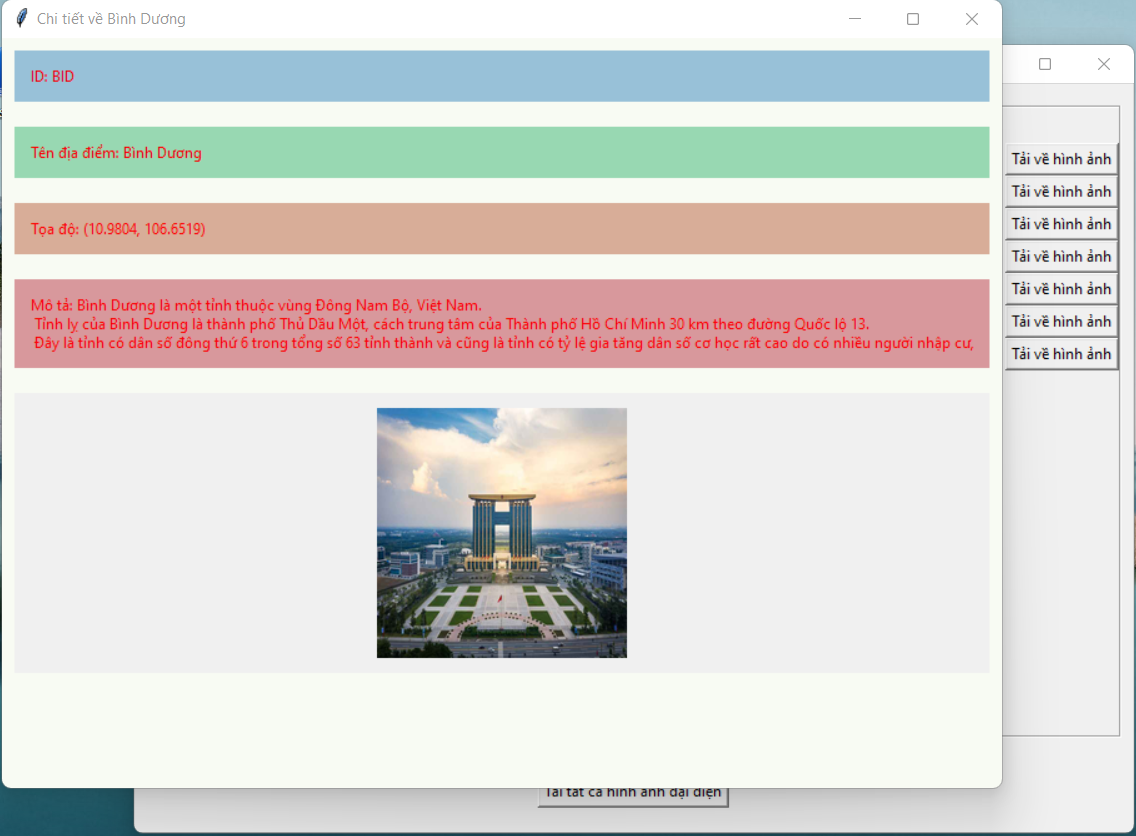 Chi tiết về Bình Dương
ID: BID
Tên địa điểm: Bình Dương
Tọa độ: (10.9804, 106.6519)
Mô tả: Bình Dương là một tỉnh thuộc vùng Đông Nam Bộ, Việt Nam.
Tỉnh lỵ của Bình Dương là thành phố Thủ Dầu Một, cách trung tâm của Thành phố Hồ Chí Minh 30 km theo đường Quốc lộ 13.
Đây là tỉnh có dân số đông thứ 6 trong tổng số 63 tỉnh thành và cũng là tỉnh có tỷ lệ gia tăng dân số cơ học rất cao do có nhiều người nhập cư,
Tải về hình ảnh
Tải về hình ảnh
Tải về hình ảnh
Tải về hình ảnh
Tải về hình ảnh
Tải về hình ảnh
Tải về hình ảnh
Tải tất cả hình ảnh đại diện